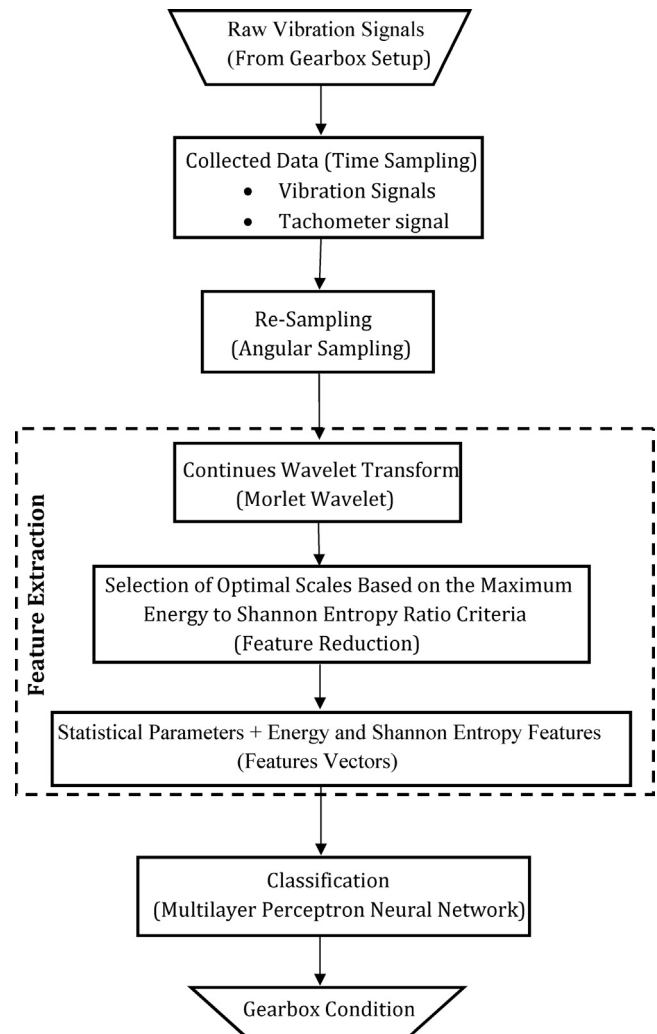 Raw Vibration Signals
(From Gearbox Setup)
Collected Data (Time Sampling)
• Vibration Signals
• Tachometer signal
Re-Sampling
(Angular Sampling)
Feature Extraction
Continues Wavelet Transform
(Morlet Wavelet)
Selection of Optimal Scales Based on the Maximum
Energy to Shannon Entropy Ratio Criteria
(Feature Reduction)
Statistical Parameters + Energy and Shannon Entropy Features
(Features Vectors)
Classification
(Multilayer Perceptron Neural Network)
Gearbox Condition